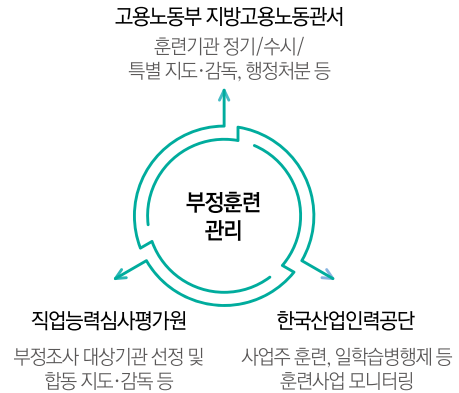 고용노동부 지방고용노동관서
훈련기관 정기/수시/
특별 지도·감독, 행정처분 등
부정훈련
관리
직업능력심사평가원
부정조사 대상기관 선정 및
합동 지도·감독 등
한국산업인력공단
사업주 훈련, 일학습병행제 등
훈련사업 모니터링